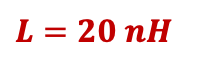 L = 20 nH